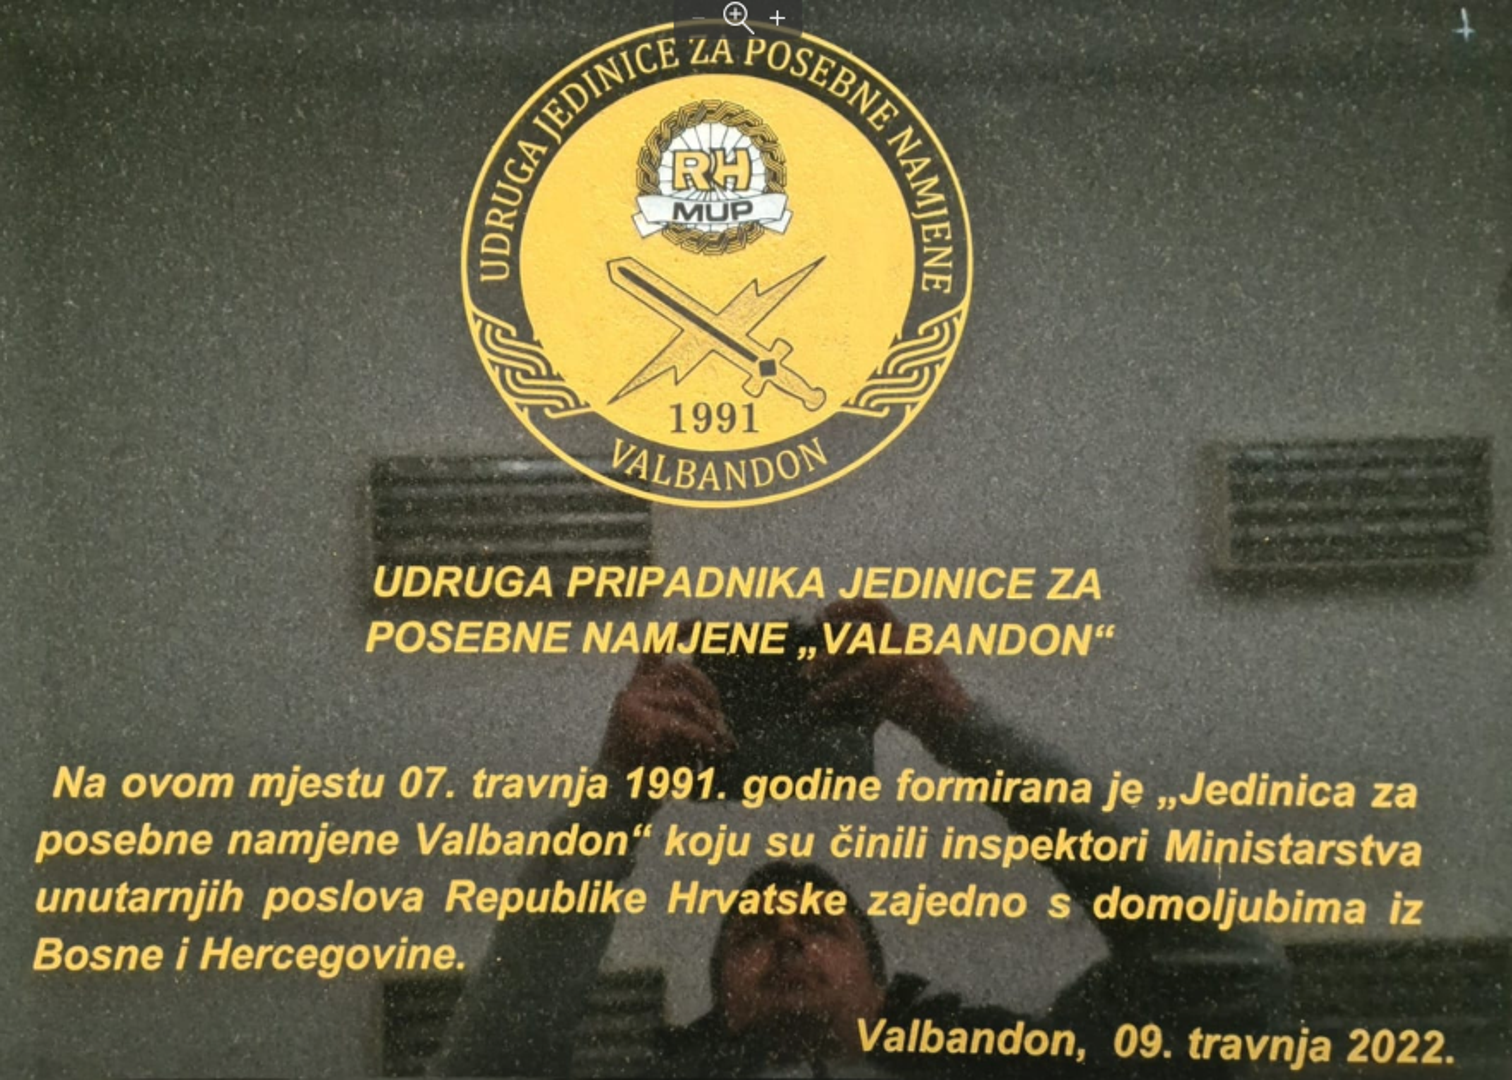 UDRUGA JEDINICE ZA POSEBNE NAMJENE
RH
MUP
1991
VALBANDON
UDRUGA PRIPADNIKA JEDINICE ZA
POSEBNE NAMJENE „VALBANDON“
Na ovom mjestu 07. travnja 1991. godine formirana je „Jedinica za
posebne namjene Valbandon“ koju su činili inspektori Ministarstva
unutarnjih poslova Republike Hrvatske zajedno s domoljubima iz
Bosne i Hercegovine.
Valbandon, 09. travnja 2022.